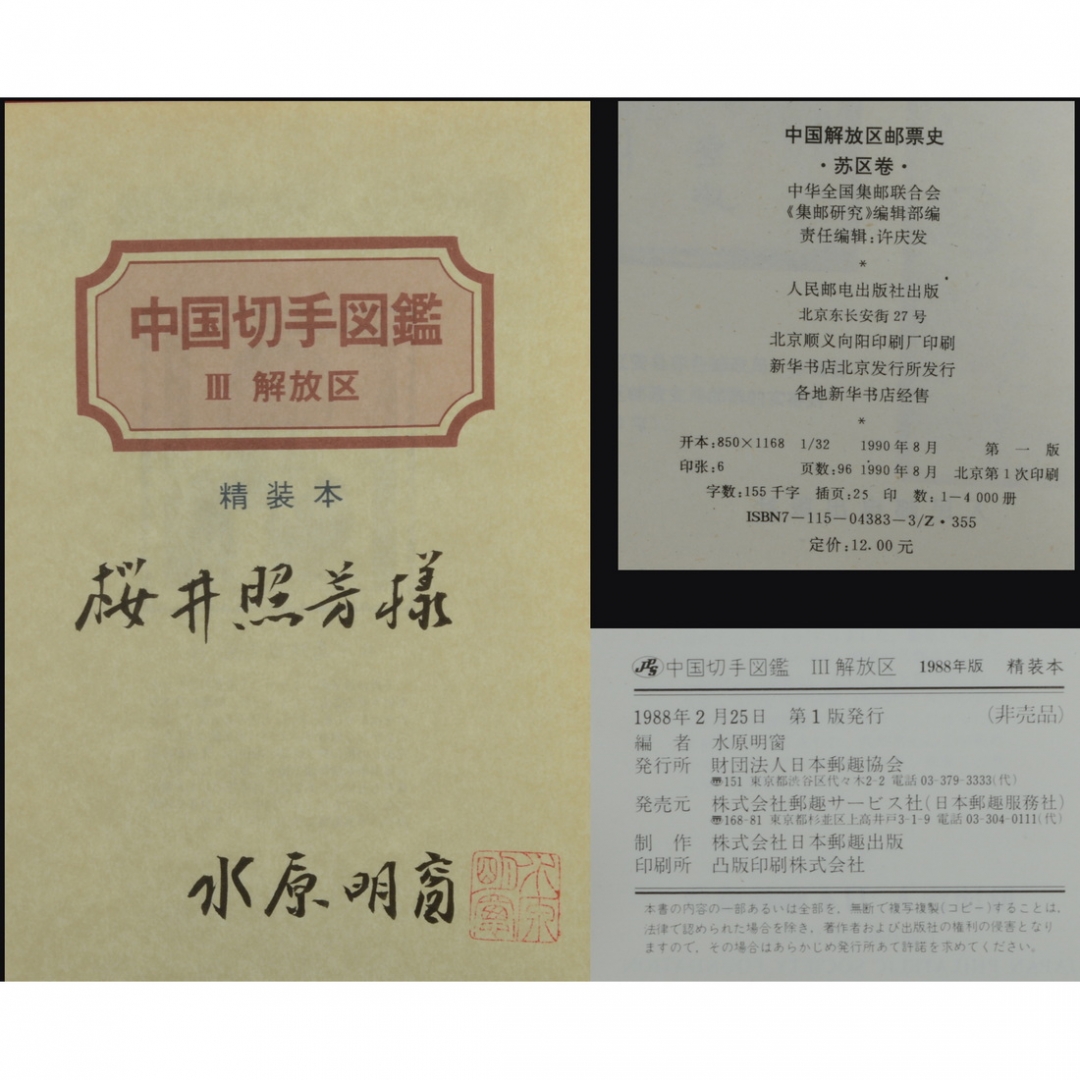 中国切手図鑑
III 解放区
精装本
桜井照芳様
水原明窗
水原
明窗
中国解放区邮票史
·苏区卷·
中华全国集邮联合会
《集邮研究》编辑部编
责任编辑:许庆发
*
人民邮电出版社出版
北京东长安街27号
北京顺义向阳印刷厂印刷
新华书店北京发行所发行
各地新华书店经售
*
开本:850×1168 1/32 1990年8月 第一版
印张:6 页数:96 1990年8月 北京第1次印刷
字数:155千字 插页:25 印 数:1—4 000册
ISBN7—115—04383—3/Z·355
定价:12.00元
JPS 中国切手図鑑 III 解放区 1988年版 精装本
1988年2月25日 第1版発行 (非売品)
編 者 水原明窗
発行所 財団法人日本郵趣協会
〠151 東京都渋谷区代々木2-2 電話 03-379-3333(代)
発売元 株式会社郵趣サービス社(日本郵趣服務社)
〠168-81 東京都杉並区上高井戸3-1-9 電話 03-304-0111(代)
制 作 株式会社日本郵趣出版
印刷所 凸版印刷株式会社
本書の内容の一部あるいは全部を、無断で複写複製(コピー)することは、
法律で認められた場合を除き、著作者および出版社の権利の侵害となり
ますので、その場合はあらかじめ発行所あて許諾を求めてください。